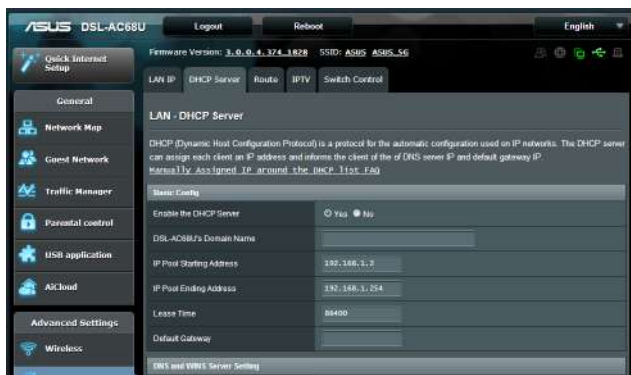 ASUS DSL-AC68U Logout Reboot English
Quick Internet Setup
Firmware Version: 3.0.0.4.374_1828 SSID: ASUS ASUS_5G
LAN IP DHCP Server Route IPTV Switch Control
General
Network Map
Guest Network
Traffic Manager
Parental control
USB application
AiCloud
Advanced Settings
Wireless
LAN - DHCP Server
DHCP (Dynamic Host Configuration Protocol) is a protocol for the automatic configuration used on IP networks. The DHCP server
can assign each client an IP address and informs the client of the of DNS server IP and default gateway IP.
Manually Assigned IP around the DHCP list FAQ
Basic Config
Enable the DHCP Server Yes No
DSL-AC68U's Domain Name
IP Pool Starting Address 192.168.1.2
IP Pool Ending Address 192.168.1.254
Lease Time 86400
Default Gateway
DNS and WINS Server Setting